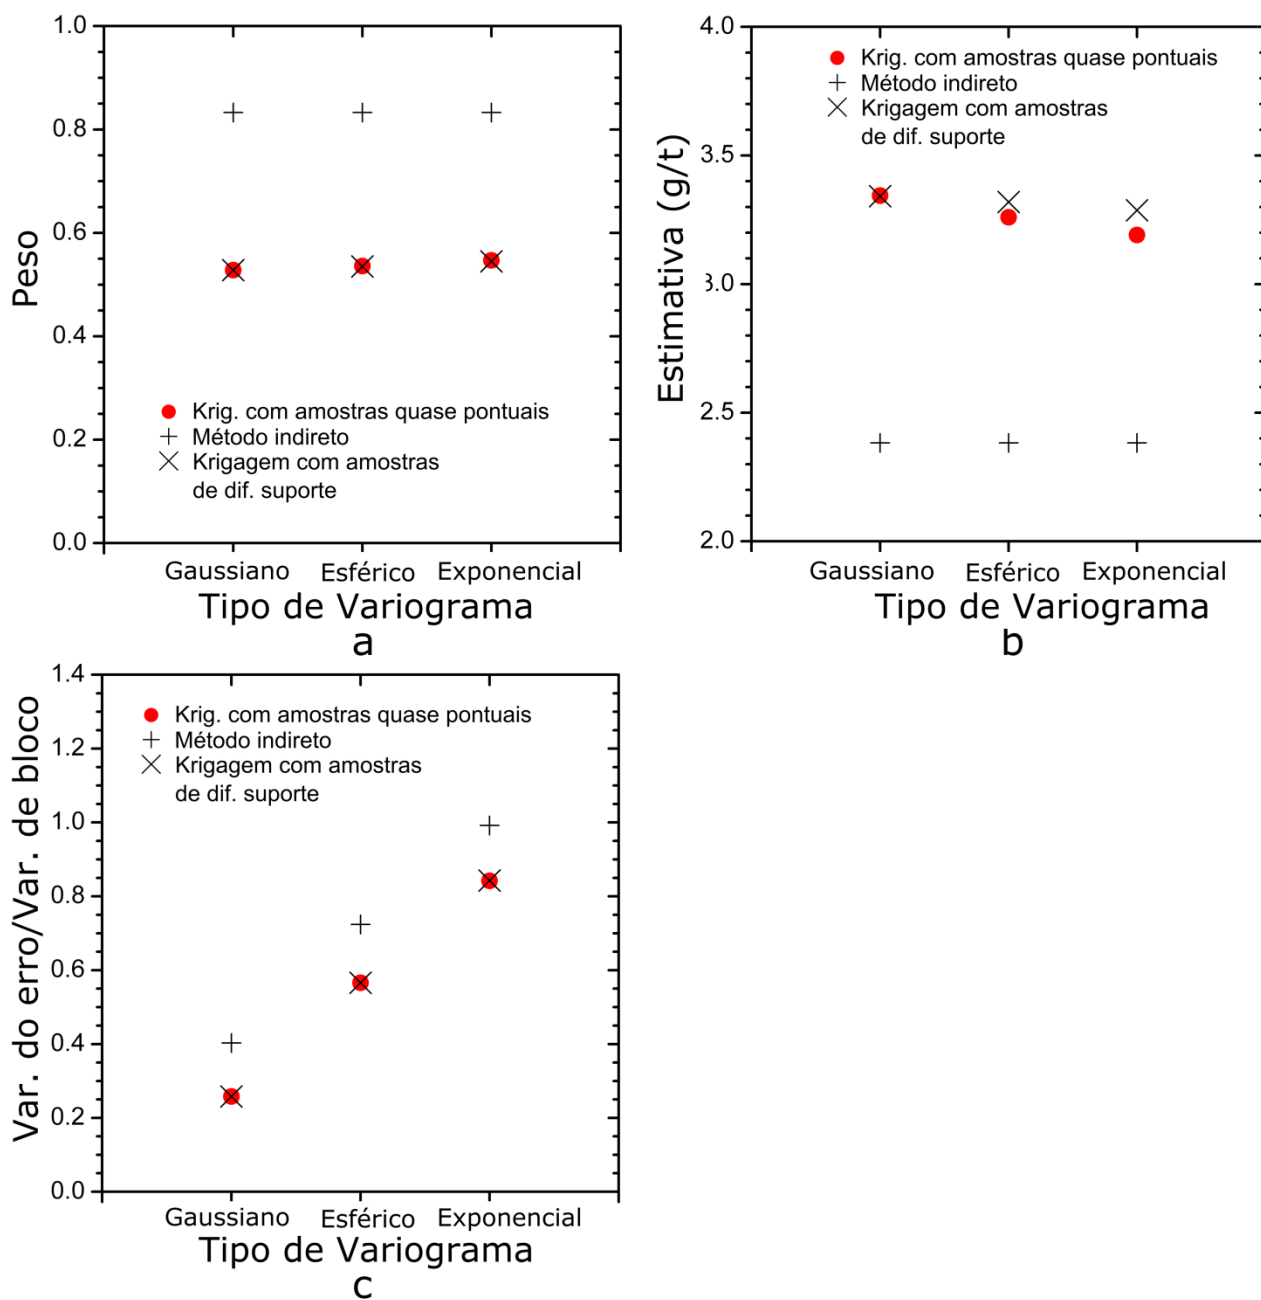 1.0
0.8
0.6
0.4
0.2
0.0
Peso
Krig. com amostras quase pontuais
Método indireto
Krigagem com amostras
de dif. suporte
Gaussiano
Esférico
Exponencial
Tipo de Variograma
a
4.0
3.5
3.0
2.5
2.0
Estimativa (g/t)
Krig. com amostras quase pontuais
Método indireto
Krigagem com amostras
de dif. suporte
Gaussiano
Esférico
Exponencial
Tipo de Variograma
b
1.4
1.2
1.0
0.8
0.6
0.4
0.2
0.0
Var. do erro/Var. de bloco
Krig. com amostras quase pontuais
Método indireto
Krigagem com amostras
de dif. suporte
Gaussiano
Esférico
Exponencial
Tipo de Variograma
c